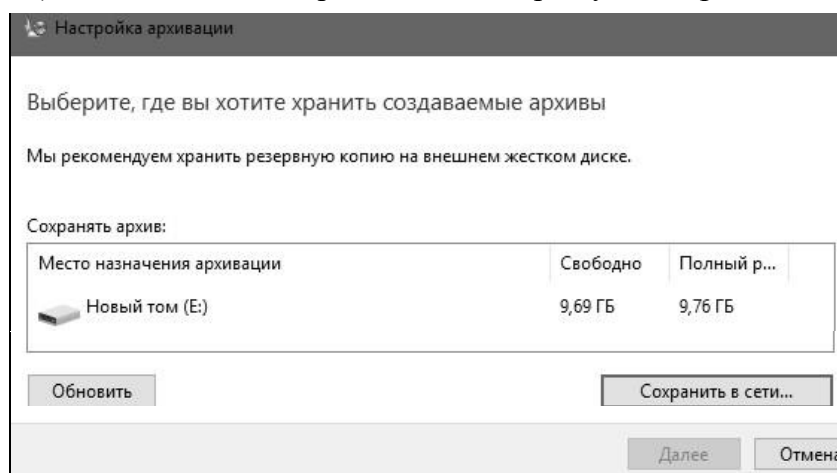 Настройка архивации
Выберите, где вы хотите хранить создаваемые архивы
Мы рекомендуем хранить резервную копию на внешнем жестком диске.
Сохранять архив:
Место назначения архивации Свободно Полный р...
Новый том (E:) 9,69 ГБ 9,76 ГБ
Обновить Сохранить в сети...
Далее Отмена